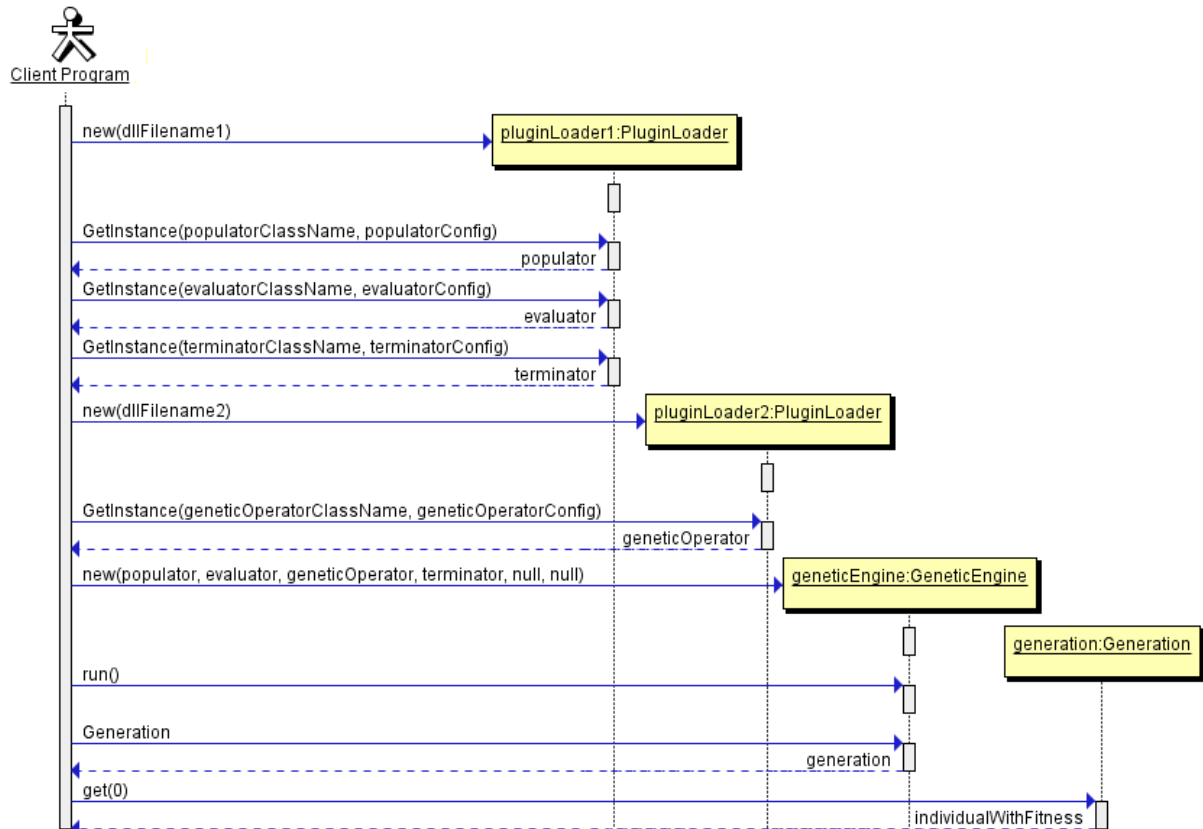 Client Program
new(dllFilename1)
pluginLoader1:PluginLoader
GetInstance(populatorClassName, populatorConfig)
populator
GetInstance(evaluatorClassName, evaluatorConfig)
evaluator
GetInstance(terminatorClassName, terminatorConfig)
terminator
new(dllFilename2)
pluginLoader2:PluginLoader
GetInstance(geneticOperatorClassName, geneticOperatorConfig)
geneticOperator
new(populator, evaluator, geneticOperator, terminator, null, null)
geneticEngine:GeneticEngine
generation:Generation
run()
Generation
generation
get(0)
individualWithFitness